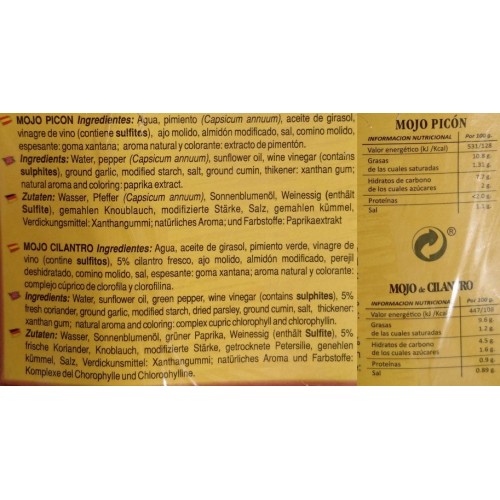 MOJO PICON Ingredientes: Agua, pimiento (Capsicum annuum), aceite de girasol,
vinagre de vino (contiene sulfitos), ajo molido, almidón modificado, sal, comino molido,
espesante: goma xantana; aroma natural y colorante: extracto de pimentón.
Ingredients: Water, pepper (Capsicum annuum), sunflower oil, wine vinegar (contains
sulphites), ground garlic, modified starch, salt, ground cumin, thickener: xanthan gum;
natural aroma and coloring: paprika extract.
Zutaten: Wasser, Pfeffer (Capsicum annuum), Sonnenblumenöl, Weinessig (enthält
Sulfite), gemahlen Knoublauch, modifizierte Stärke, Salz, gemahlen kümmel,
Verdickungsmittel: Xanthangummi; natürliches Aroma; und Farbstoffe: Paprikaextrakt
MOJO CILANTRO Ingredientes: Agua, aceite de girasol, pimiento verde, vinagre de
vino (contine sulfitos), 5% cilantro fresco, ajo molido, almidón modificado, perejil
deshidratado, comino molido, sal, espesante: goma xantana; aroma natural y colorante:
complejo cúprico de clorofila y clorofilina.
Ingredients: Water, sunflower oil, green pepper, wine vinegar (contains sulphites), 5%
fresh coriander, ground garlic, modified starch, dried parsley, ground cumin, salt, thickener:
xanthan gum; natural aroma and coloring: complex cupric chlorophyll and chlorophyllin.
Zutaten: Wasser, Sonnenblumenöl, grüner Paprika, Weinessig (enthält Sulfite), 5%
frische Koriander, Knoblauch, modifizierte Stärke, getrocknete Petersilie, genehlen
kümmel, Salz, Verdickunsmittel: Xanthangummi; natürliches Aroma und Farbstoffe:
Komplexe del Chorophylle und Chloroohylline.
MOJO PICÓN
INFORMACION NUTRICIONAL Por 100 g.
Valor energético (kJ /Kcal) 531/128
Grasas 10.3 g
de las cuales saturadas 1.35 g
Hidratos de carbono 7.2 g
de los cuales azúcares 2 g.
Proteínas <1.0 g
Sal
®
MOJO de CILANTRO
INFORMACION NUTRICIONAL Por 100 g.
Valor energético (kJ /Kcal) 447/108
Grasas 9.6 g
de las cuales saturadas 1.2 g
Hidratos de carbono 4.5 g
de los cuales azúcares 1.6 g
Proteínas 0.9 g
Sal 0.89 g.